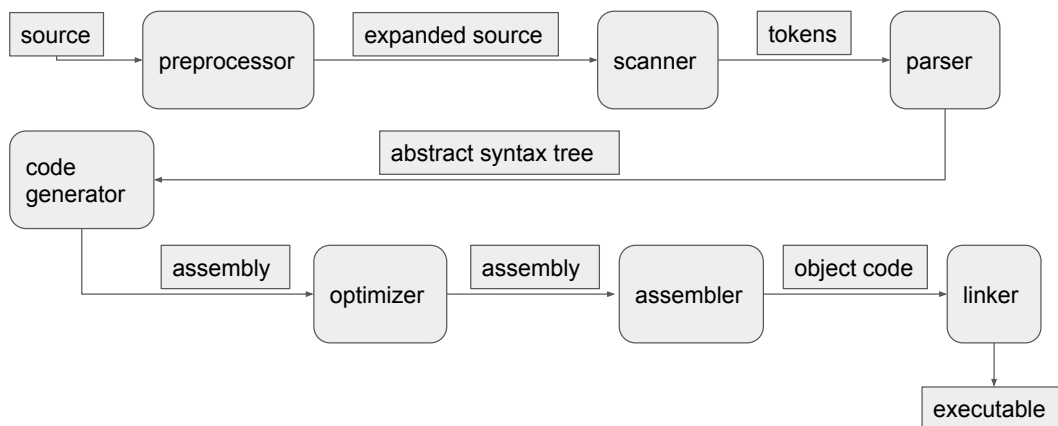 source
preprocessor
expanded source
scanner
tokens
parser
abstract syntax tree
code
generator
assembly
optimizer
assembly
assembler
object code
linker
executable